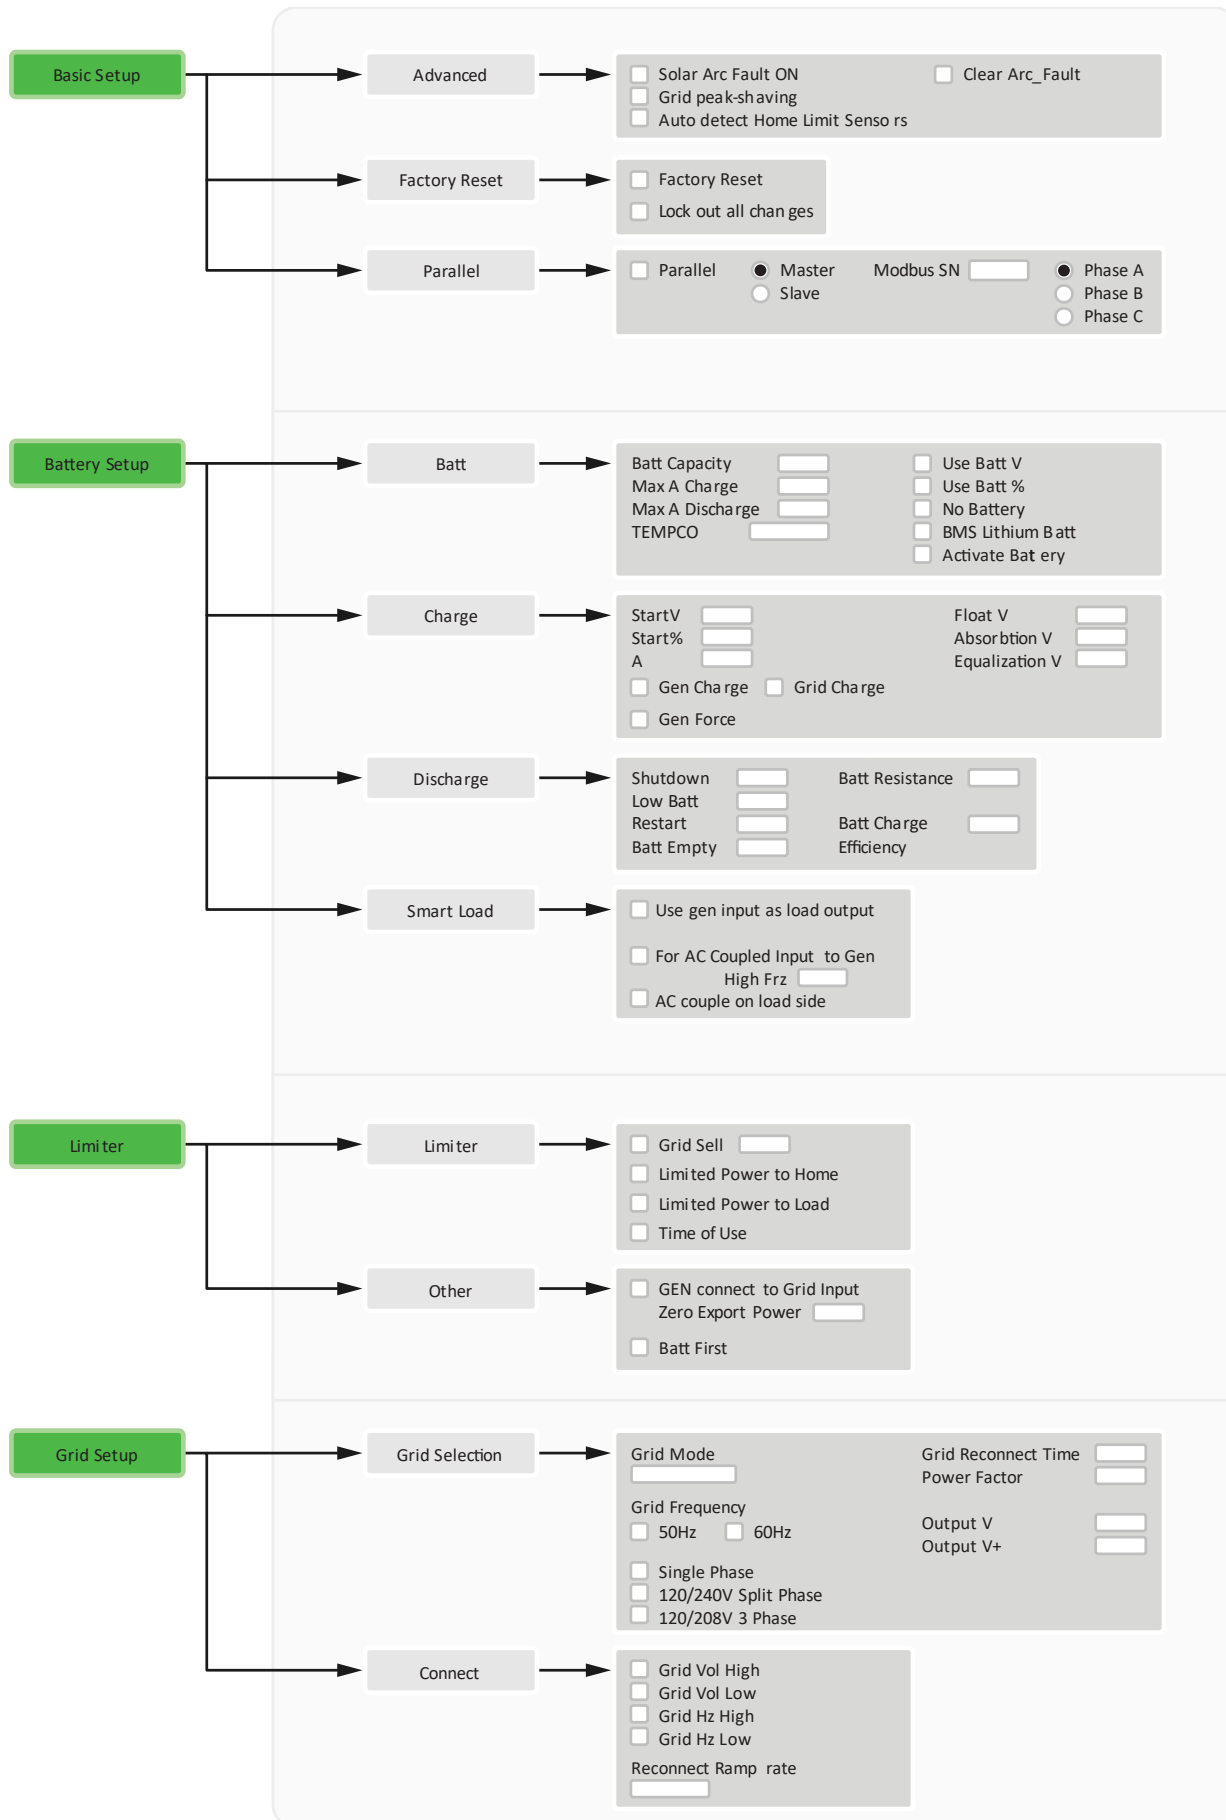 Basic Setup
Advanced
Solar Arc Fault ON
Clear Arc_Fault
Grid peak-shaving
Auto detect Home Limit Senso rs
Factory Reset
Factory Reset
Lock out all chan ges
Parallel
Parallel
Master
Slave
Modbus SN
Phase A
Phase B
Phase C
Battery Setup
Batt
Batt Capacity
Max A Charge
Max A Discharge
TEMPCO
Use Batt V
Use Batt %
No Battery
BMS Lithium Batt
Activate Bat ery
Charge
StartV
Start%
A
Float V
Absorbtion V
Equalization V
Gen Charge
Grid Charge
Gen Force
Discharge
Shutdown
Low Batt
Restart
Batt Empty
Batt Resistance
Batt Charge
Efficiency
Smart Load
Use gen input as load output
For AC Coupled Input to Gen
High Frz
AC couple on load side
Limiter
Limiter
Grid Sell
Limited Power to Home
Limited Power to Load
Time of Use
Other
GEN connect to Grid Input
Zero Export Power
Batt First
Grid Setup
Grid Selection
Grid Mode
Grid Frequency
50Hz
60Hz
Single Phase
120/240V Split Phase
120/208V 3 Phase
Grid Reconnect Time
Power Factor
Output V
Output V+
Connect
Grid Vol High
Grid Vol Low
Grid Hz High
Grid Hz Low
Reconnect Ramp rate